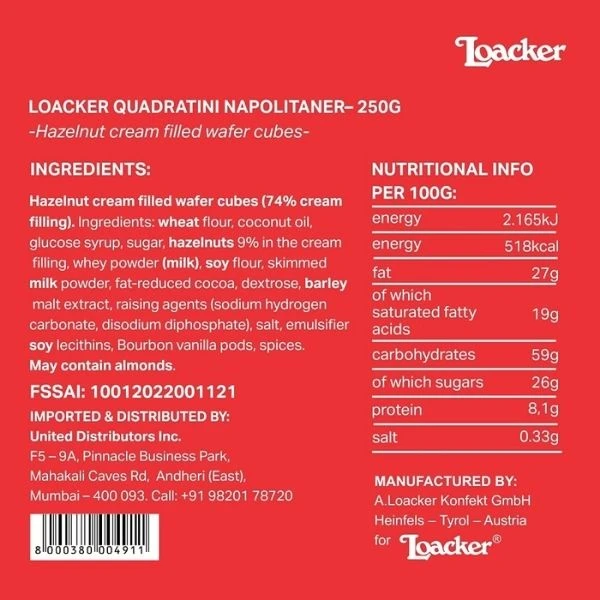 Loacker
LOACKER QUADRATINI NAPOLITANER– 250G
-Hazelnut cream filled wafer cubes-
INGREDIENTS:
Hazelnut cream filled wafer cubes (74% cream
filling). Ingredients: wheat flour, coconut oil,
glucose syrup, sugar, hazelnuts 9% in the cream
filling, whey powder (milk), soy flour, skimmed
milk powder, fat-reduced cocoa, dextrose, barley
malt extract, raising agents (sodium hydrogen
carbonate, disodium diphosphate), salt, emulsifier
soy lecithins, Bourbon vanilla pods, spices.
May contain almonds.
FSSAI: 10012022001121
IMPORTED & DISTRIBUTED BY:
United Distributors Inc.
F5 – 9A, Pinnacle Business Park,
Mahakali Caves Rd, Andheri (East),
Mumbai – 400 093. Call: +91 98201 78720
8 000380 004911
NUTRITIONAL INFO
PER 100G:
energy 2.165kJ
energy 518kcal
fat 27g
of which
saturated fatty 19g
acids
carbohydrates 59g
of which sugars 26g
protein 8,1g
salt 0.33g
MANUFACTURED BY:
A.Loacker Konfekt GmbH
Heinfels – Tyrol – Austria
for Loacker®